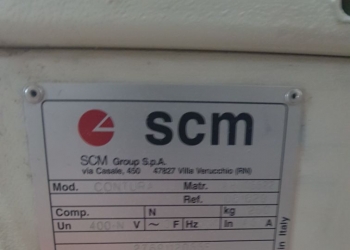 scm
SCM Group S.p.A.
via Casale, 450 47827 Villa Verucchio (RN)
Mod. Matr.
Ref.
Comp. N kg
Un 400 V ~ F Hz In A
in Italy